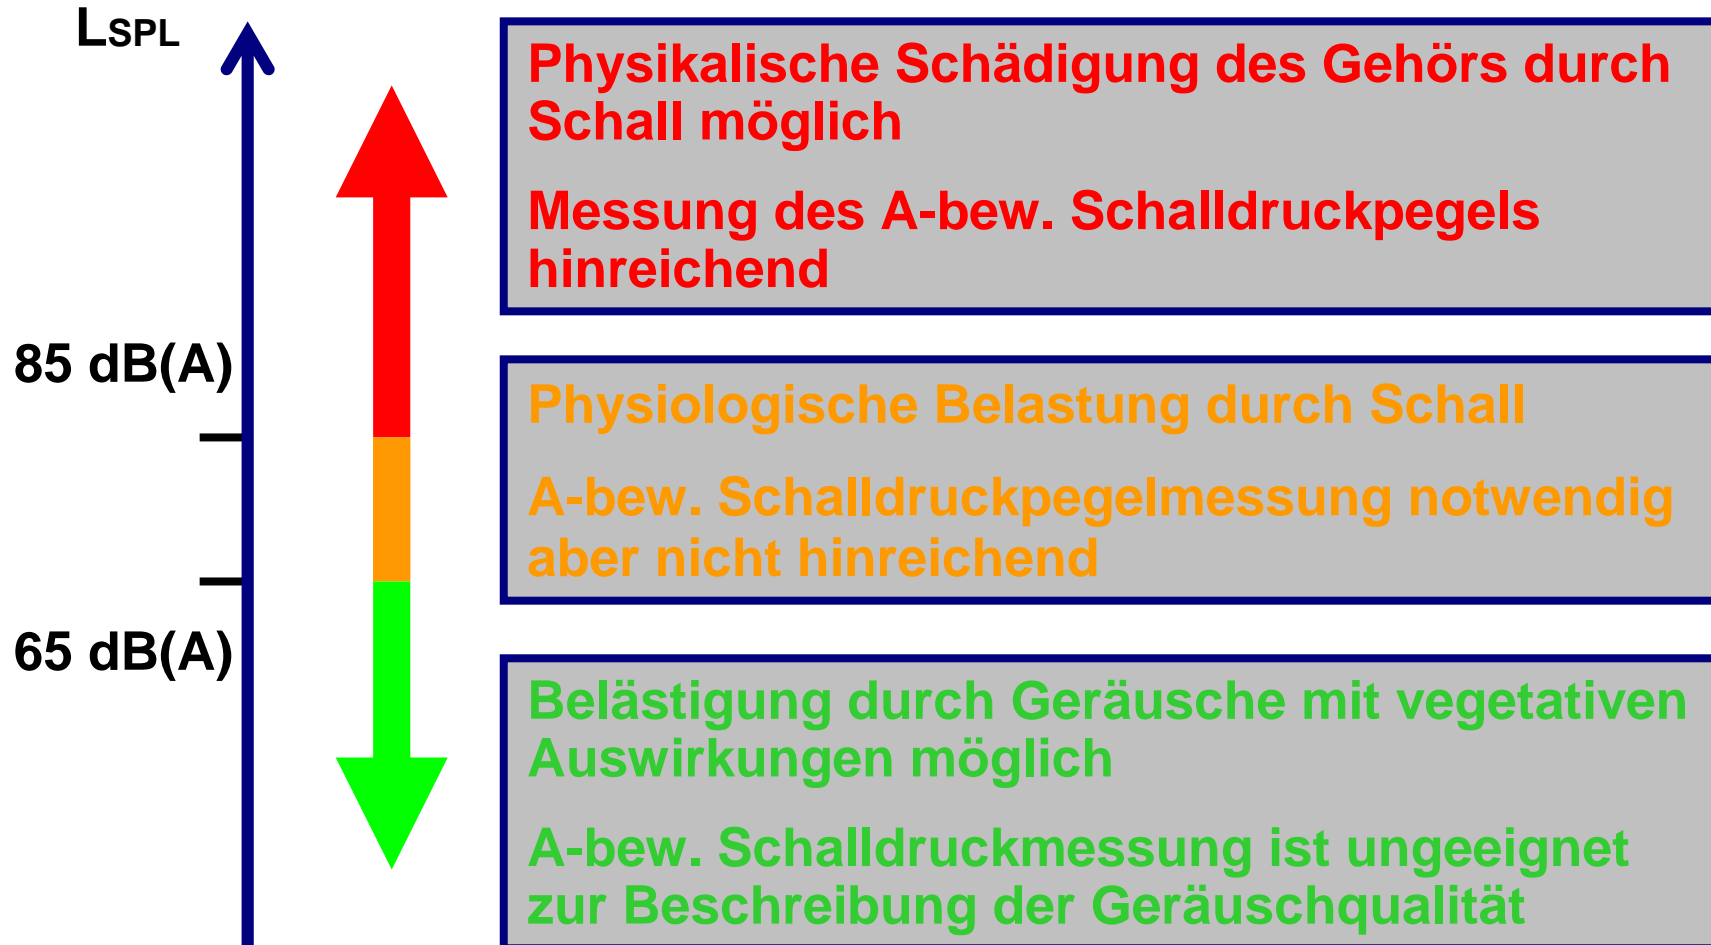 LSPL
Physikalische Schädigung des Gehörs durch
Schall möglich
Messung des A-bew. Schalldruckpegels
hinreichend
85 dB(A)
Physiologische Belastung durch Schall
A-bew. Schalldruckpegelmessung notwendig
aber nicht hinreichend
65 dB(A)
Belästigung durch Geräusche mit vegetativen
Auswirkungen möglich
A-bew. Schalldruckmessung ist ungeeignet
zur Beschreibung der Geräuschqualität